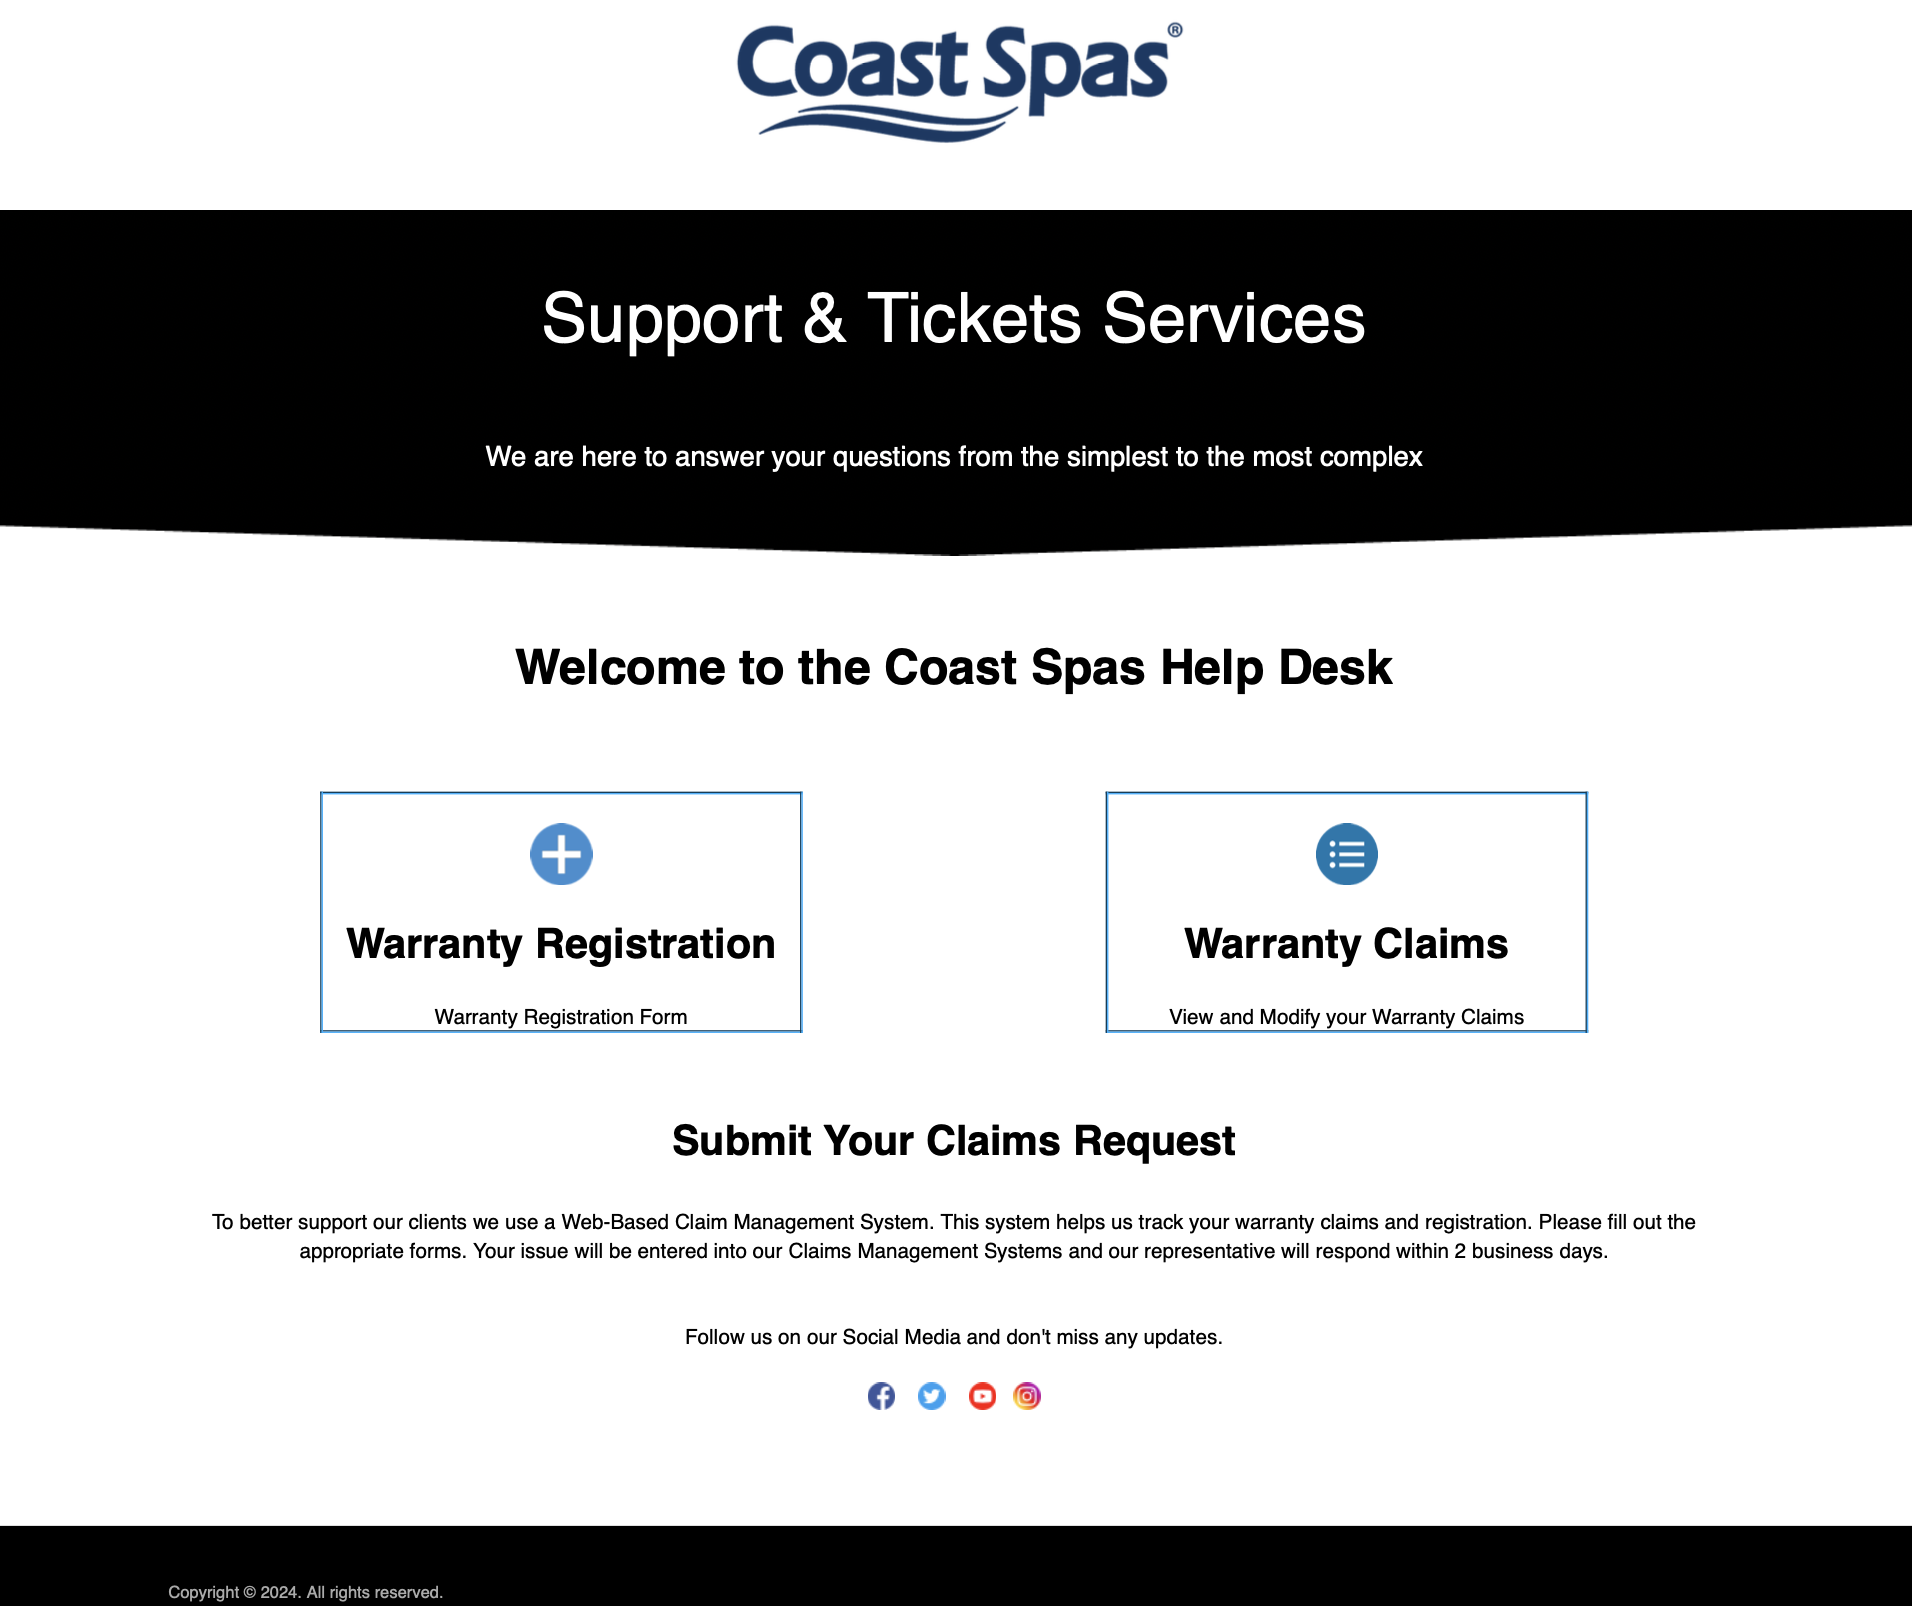 Coast Spas®
Support & Tickets Services
We are here to answer your questions from the simplest to the most complex
Welcome to the Coast Spas Help Desk
Warranty Registration
Warranty Registration Form
Warranty Claims
View and Modify your Warranty Claims
Submit Your Claims Request
To better support our clients we use a Web-Based Claim Management System. This system helps us track your warranty claims and registration. Please fill out the
appropriate forms. Your issue will be entered into our Claims Management Systems and our representative will respond within 2 business days.
Follow us on our Social Media and don't miss any updates.
Copyright © 2024. All rights reserved.